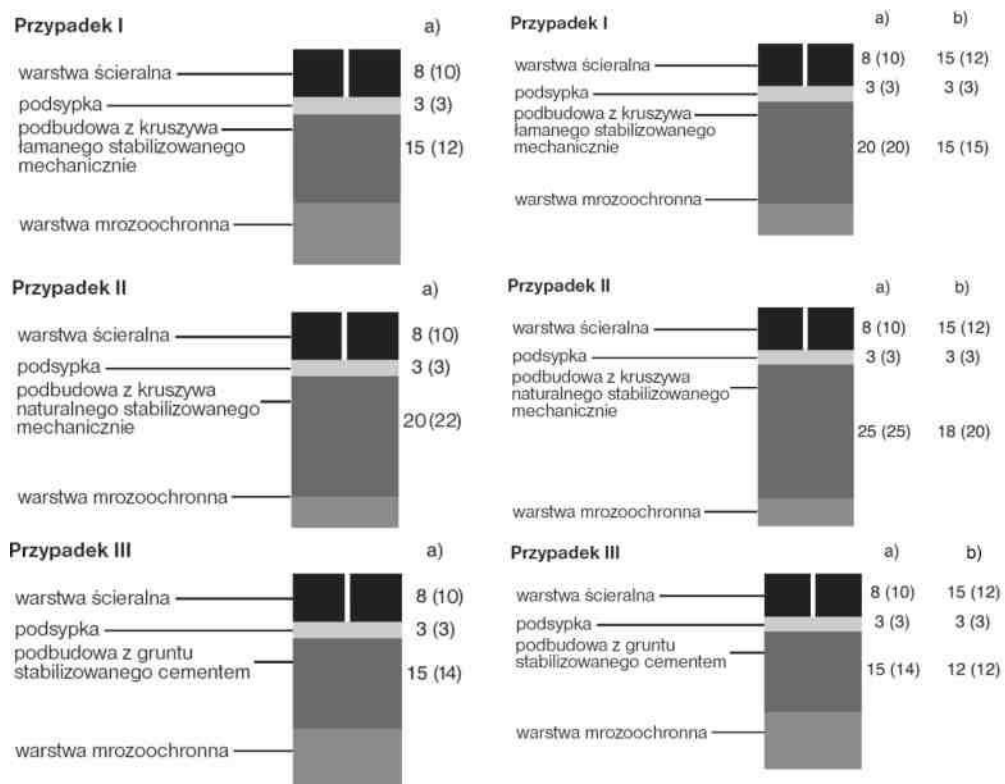 Przypadek I a)
warstwa ścieralna 8 (10)
podsypka 3 (3)
podbudowa z kruszywa
łamanego stabilizowanego 15 (12)
mechanicznie
warstwa mrozoochronna
Przypadek II a)
warstwa ścieralna 8 (10)
podsypka 3 (3)
podbudowa z kruszywa
naturalnego stabilizowanego
mechanicznie 20 (22)
warstwa mrozoochronna
Przypadek III a)
warstwa ścieralna 8 (10)
podsypka 3 (3)
podbudowa z gruntu
stabilizowanego cementem 15 (14)
warstwa mrozoochronna
Przypadek I a) b)
warstwa ścieralna 8 (10) 15 (12)
podsypka 3 (3) 3 (3)
podbudowa z kruszywa
łamanego stabilizowanego
mechanicznie 20 (20) 15 (15)
warstwa mrozoochronna
Przypadek II a) b)
warstwa ścieralna 8 (10) 15 (12)
podsypka 3 (3) 3 (3)
podbudowa z kruszywa
naturalnego stabilizowanego
mechanicznie
25 (25) 18 (20)
warstwa mrozoochronna
Przypadek III a) b)
warstwa ścieralna 8 (10) 15 (12)
podsypka 3 (3) 3 (3)
podbudowa z gruntu
stabilizowanego cementem 15 (14) 12 (12)
warstwa mrozoochronna